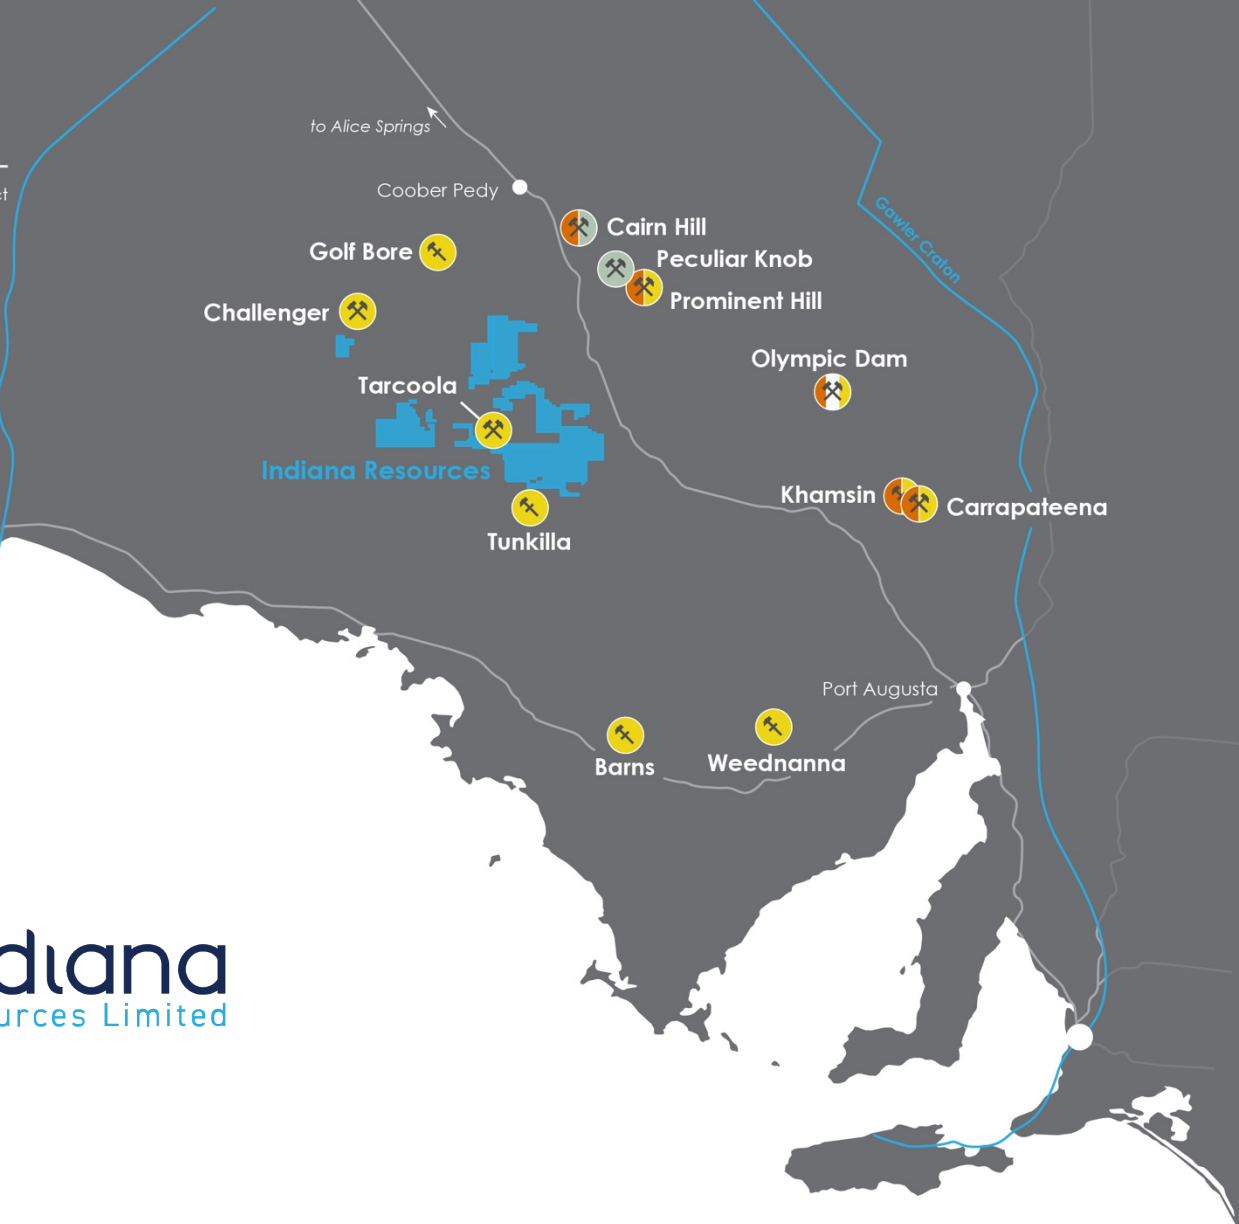 to Alice Springs
Coober Pedy
Cairn Hill
Gawler Craton
Golf Bore
Peculiar Knob
Prominent Hill
Challenger
Olympic Dam
Tarcoola
Indiana Resources
Khamsin
Carrapateena
Tunkilla
Port Augusta
Barns
Weednanna
diana
urces Limited